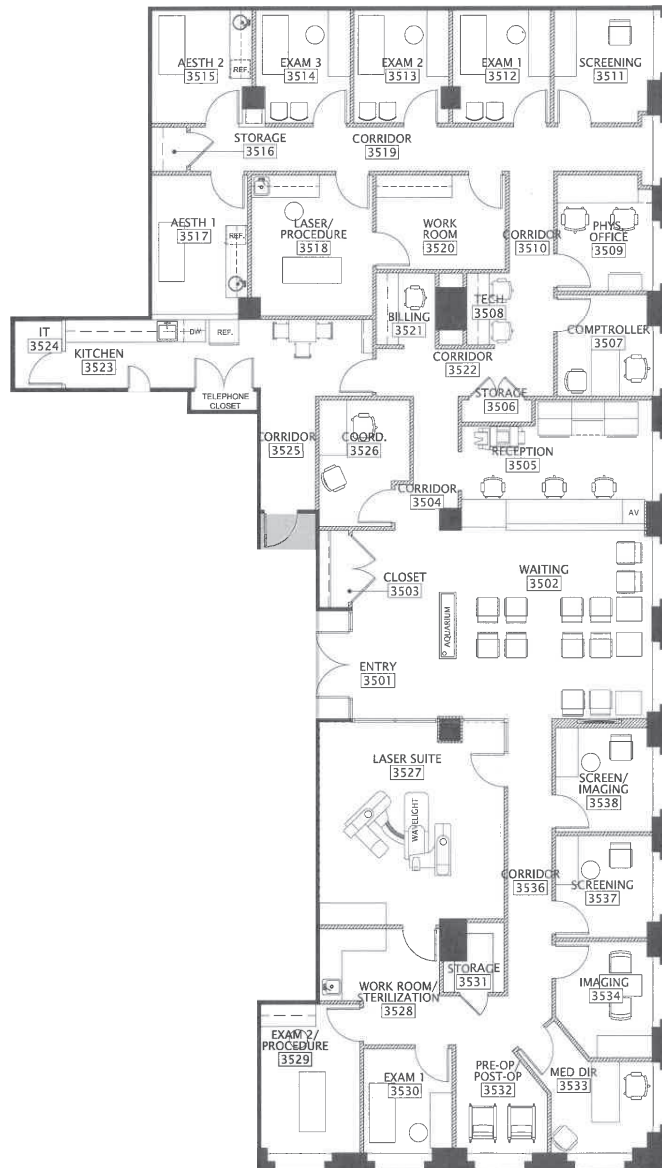 AESTH 2
3515
REF.
EXAM 3
3514
EXAM 2
3513
EXAM 1
3512
SCREENING
3511
STORAGE
3516
CORRIDOR
3519
AESTH 1
3517
REF.
LASER/
PROCEDURE
3518
WORK
ROOM
3520
CORRIDOR
3510
PHYS.
OFFICE
3509
BILLING
3521
TECH.
3508
COMPTROLLER
3507
IT
3524
KITCHEN
3523
DW
REF.
CORRIDOR
3522
TELEPHONE
CLOSET
STORAGE
3506
CORRIDOR
3525
COORD.
3526
RECEPTION
3505
CORRIDOR
3504
AV
CLOSET
3503
WAITING
3502
AQUARIUM
ENTRY
3501
LASER SUITE
3527
WAVELIGHT
SCREEN/
IMAGING
3538
CORRIDOR
3536
SCREENING
3537
STORAGE
3531
IMAGING
3534
WORK ROOM/
STERILIZATION
3528
EXAM 2/
PROCEDURE
3529
EXAM 1
3530
PRE-OP/
POST-OP
3532
MED DIR
3533